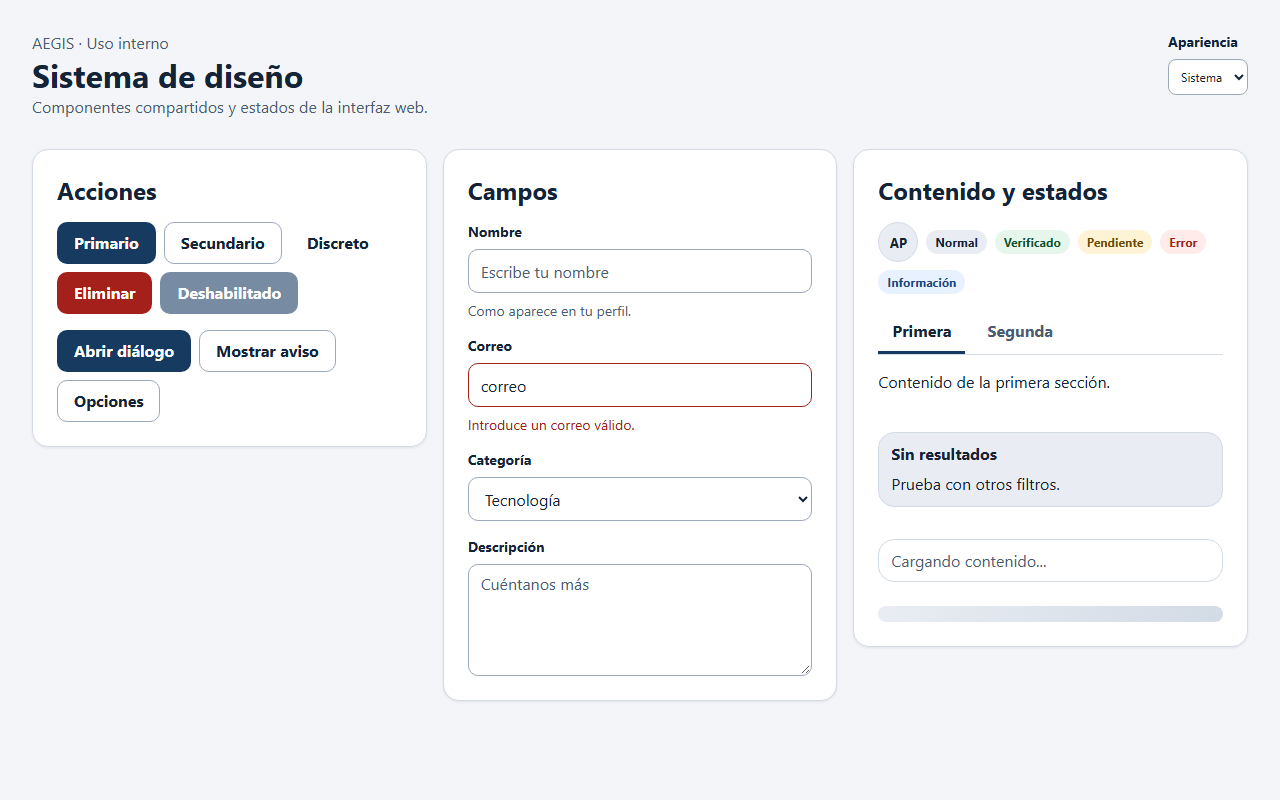 AEGIS · Uso interno
Sistema de diseño
Componentes compartidos y estados de la interfaz web.
Apariencia
Sistema
Acciones
Primario
Secundario
Discreto
Eliminar
Deshabilitado
Abrir diálogo
Mostrar aviso
Opciones
Campos
Nombre
Escribe tu nombre
Como aparece en tu perfil.
Correo
correo
Introduce un correo válido.
Categoría
Tecnología
Descripción
Cuéntanos más
Contenido y estados
AP
Normal
Verificado
Pendiente
Error
Información
Primera
Segunda
Contenido de la primera sección.
Sin resultados
Prueba con otros filtros.
Cargando contenido...